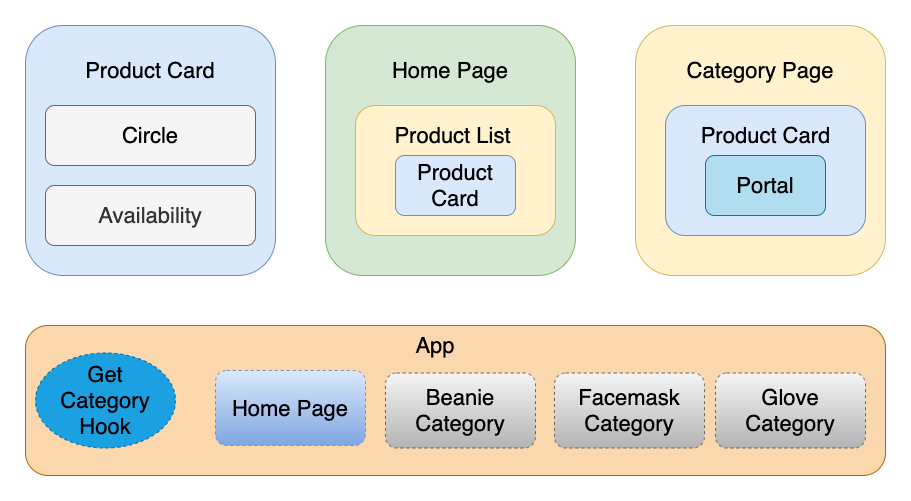 Product Card
Circle
Availability
Home Page
Product List
Product
Card
Category Page
Product Card
Portal
App
Get
Category
Hook
Home Page
Beanie
Category
Facemask
Category
Glove
Category